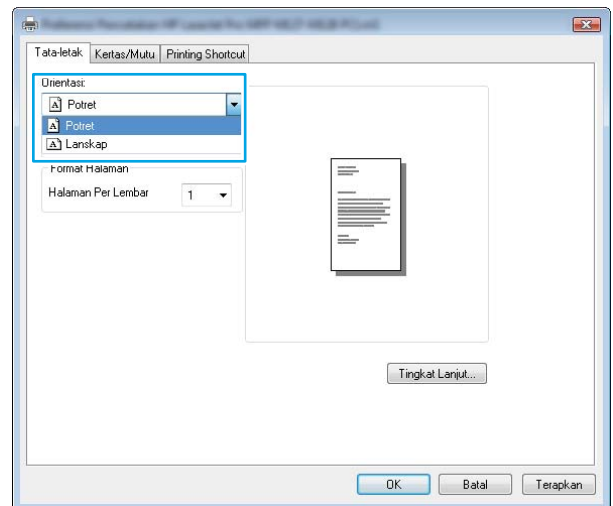 Tata-letak Kertas/Mutu Printing Shortcut
Orientasi:
Potret
Potret
Lanskap
Format Halaman
Halaman Per Lembar 1
Tingkat Lanjut...
OK Batal Terapkan